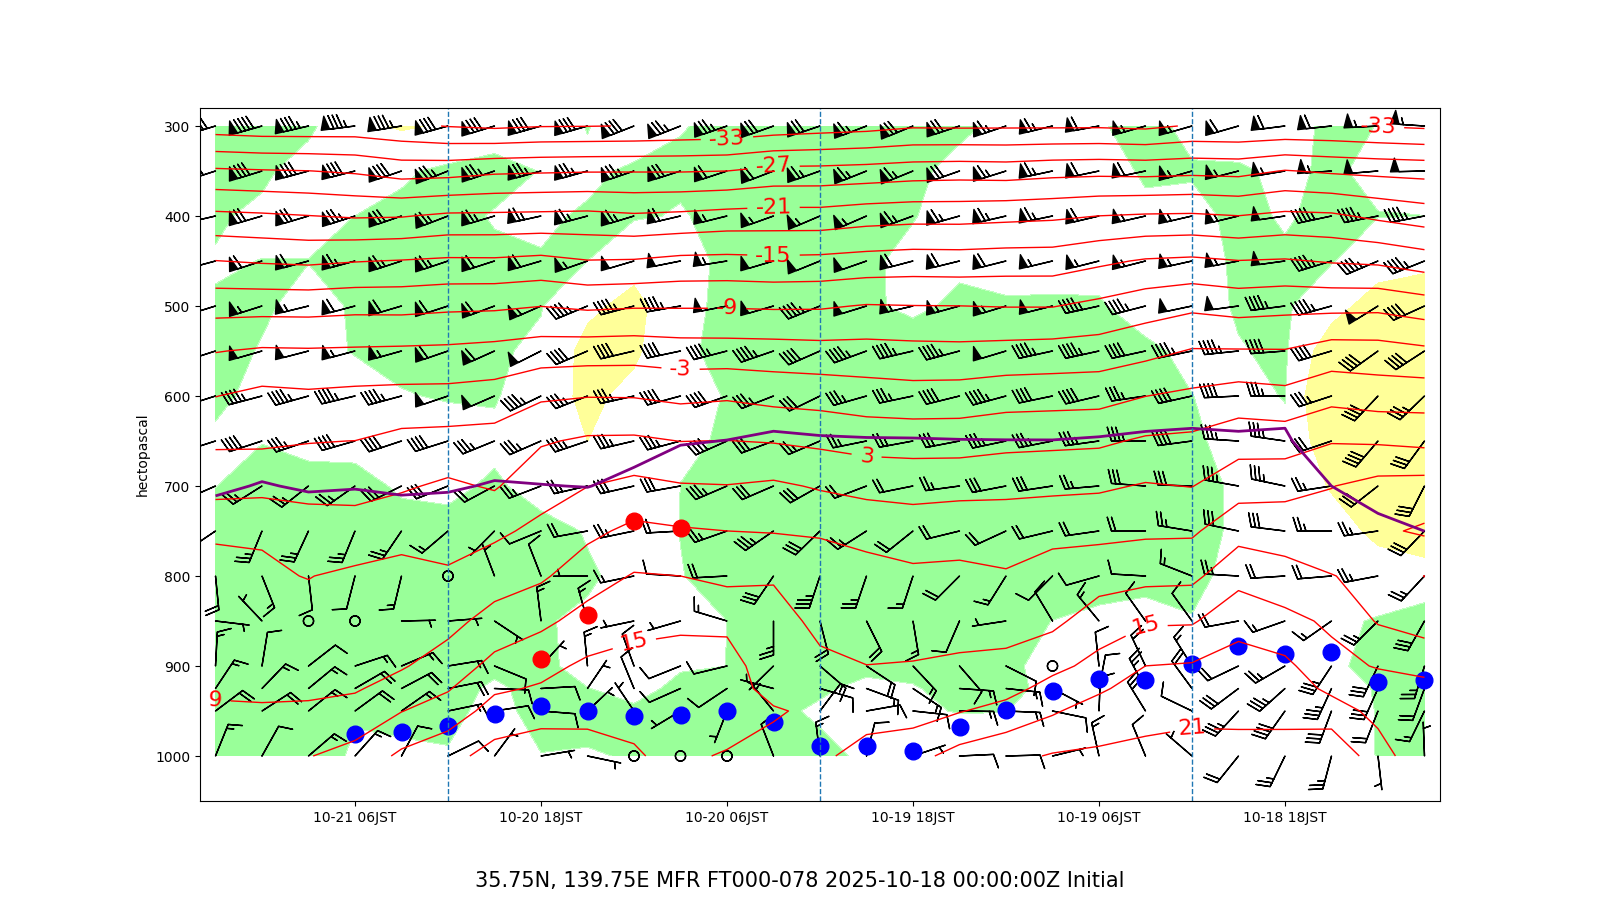 300
400
500
600
700
800
900
1000
hectopascal
-33
33
-27
-21
-15
-9
-3
3
15
15
9
21
10-21 06JST
10-20 18JST
10-20 06JST
10-19 18JST
10-19 06JST
10-18 18JST
35.75N, 139.75E MFR FT000-078 2025-10-18 00:00:00Z Initial